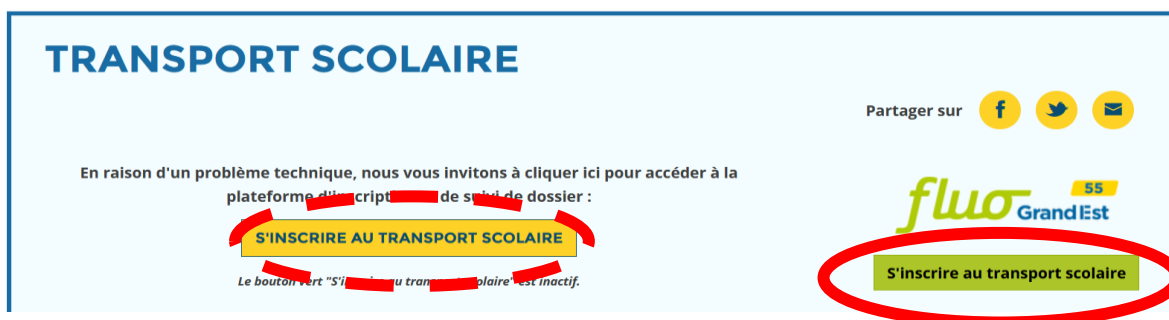 TRANSPORT SCOLAIRE
Partager sur
En raison d'un problème technique, nous vous invitons à cliquer ici pour accéder à la
plateforme de suivi de dossier :
S'INSCRIRE AU TRANSPORT SCOLAIRE
Le bouton vert au est inactif.
fluo 55
Grand Est
S'inscrire au transport scolaire